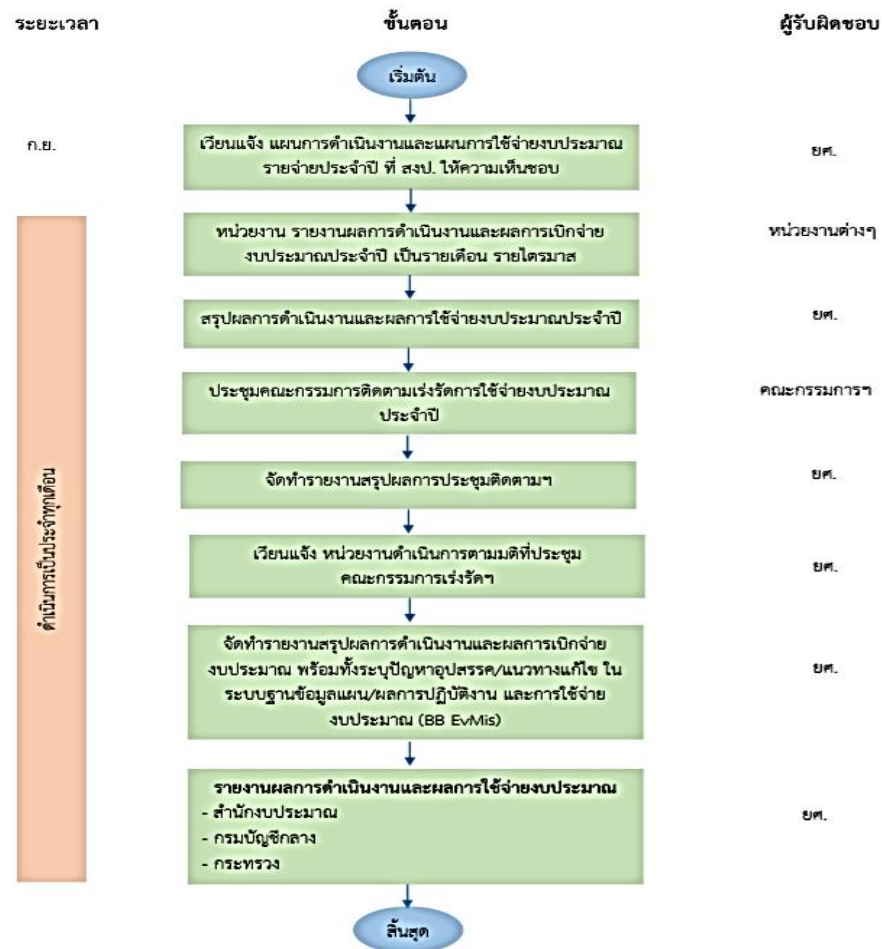 ระยะเวลา
ขั้นตอน
ผู้รับผิดชอบ
เริ่มต้น
ก.ย.
เวียนแจ้ง แผนการดำเนินงานและแผนการใช้จ่ายงบประมาณ
รายจ่ายประจำปี ที่ สงป. ให้ความเห็นชอบ
ยศ.
หน่วยงาน รายงานผลการดำเนินงานและผลการเบิกจ่าย
งบประมาณประจำปี เป็นรายเดือน รายไตรมาส
หน่วยงานต่างๆ
สรุปผลการดำเนินงานและผลการใช้จ่ายงบประมาณประจำปี
ยศ.
ประชุมคณะกรรมการติดตามเร่งรัดการใช้จ่ายงบประมาณ
ประจำปี
คณะกรรมการฯ
จัดทำรายงานสรุปผลการประชุมติดตามฯ
ยศ.
เวียนแจ้ง หน่วยงานดำเนินการตามมติที่ประชุม
คณะกรรมการเร่งรัดฯ
ยศ.
ดำเนินการเป็นประจำทุกเดือน
จัดทำรายงานสรุปผลการดำเนินงานและผลการเบิกจ่าย
งบประมาณ พร้อมทั้งระบุปัญหาอุปสรรค/แนวทางแก้ไข ใน
ระบบฐานข้อมูลแผน/ผลการปฏิบัติงาน และการใช้จ่าย
งบประมาณ (BB EvMis)
ยศ.
รายงานผลการดำเนินงานและผลการใช้จ่ายงบประมาณ
- สำนักงบประมาณ
- กรมบัญชีกลาง
- กระทรวง
ยศ.
สิ้นสุด